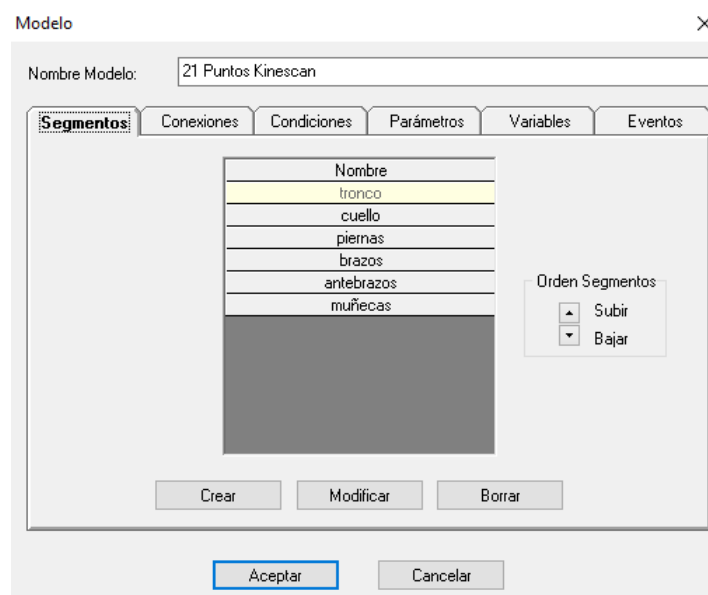 Modelo
Nombre Modelo: 21 Puntos Kinescan
Segmentos Conexiones Condiciones Parámetros Variables Eventos
Nombre
tronco
cuello
piernas
brazos
antebrazos
muñecas
Orden Segmentos
Subir
Bajar
Crear Modificar Borrar
Aceptar Cancelar